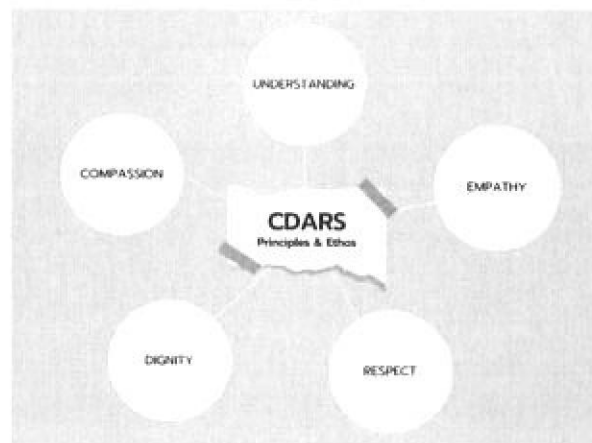 UNDERSTANDING
COMPASSION
EMPATHY
CDARS
Principles & Ethos
DIGNITY
RESPECT